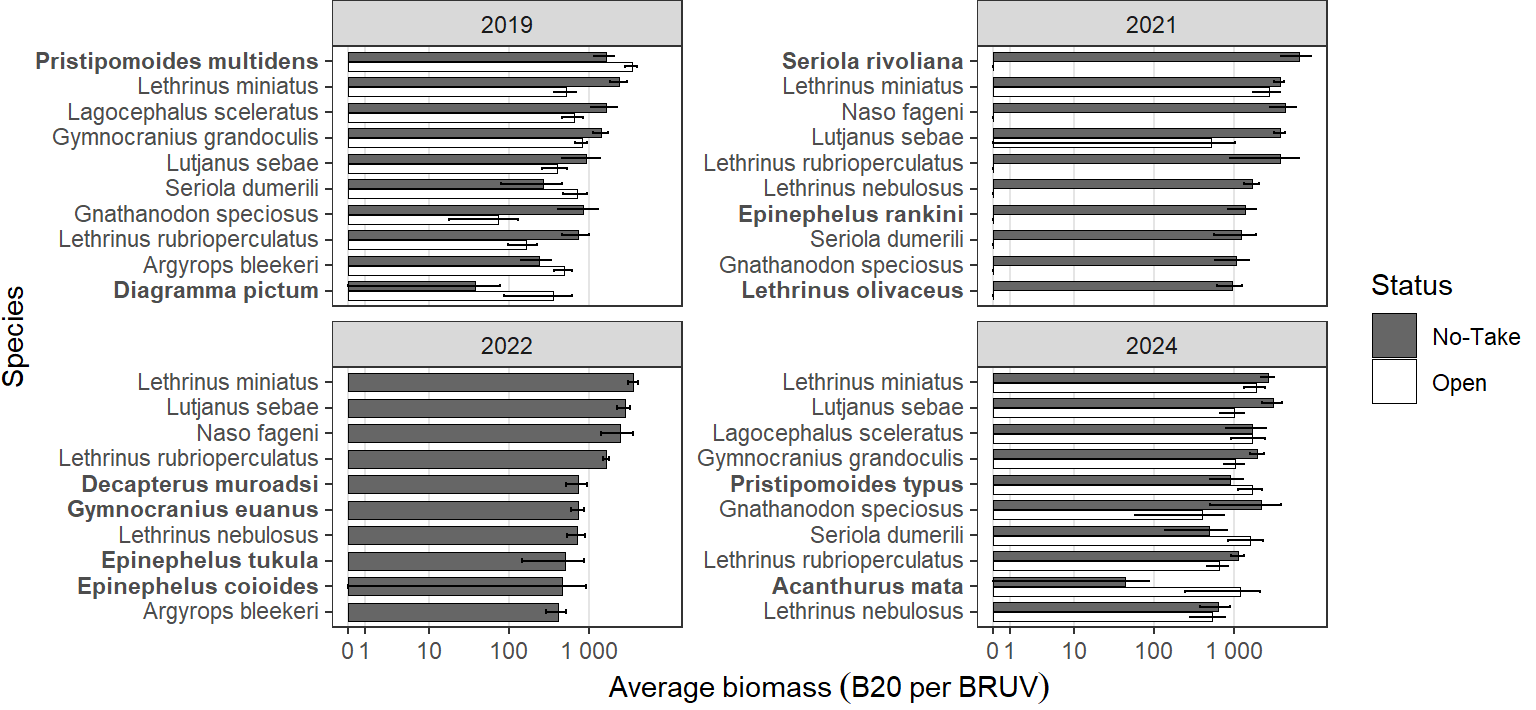 2019
Pristipomoides multidens
Lethrinus miniatus
Lagocephalus sceleratus
Gymnocranius grandoculis
Lutjanus sebae
Seriola dumerili
Gnathanodon speciosus
Lethrinus rubrioperculatus
Argyrops bleekeri
Diagramma pictum
2021
Seriola rivoliana
Lethrinus miniatus
Naso fageni
Lutjanus sebae
Lethrinus rubrioperculatus
Lethrinus nebulosus
Epinephelus rankini
Seriola dumerili
Gnathanodon speciosus
Lethrinus olivaceus
2022
Lethrinus miniatus
Lutjanus sebae
Naso fageni
Lethrinus rubrioperculatus
Decapterus muroadsi
Gymnocranius euanus
Lethrinus nebulosus
Epinephelus tukula
Epinephelus coioides
Argyrops bleekeri
0 1 10 100 1 000
2024
Lethrinus miniatus
Lutjanus sebae
Lagocephalus sceleratus
Gymnocranius grandoculis
Pristipomoides typus
Gnathanodon speciosus
Seriola dumerili
Lethrinus rubrioperculatus
Acanthurus mata
Lethrinus nebulosus
0 1 10 100 1 000
Species
Average biomass (B20 per BRUV)
Status
No-Take
Open